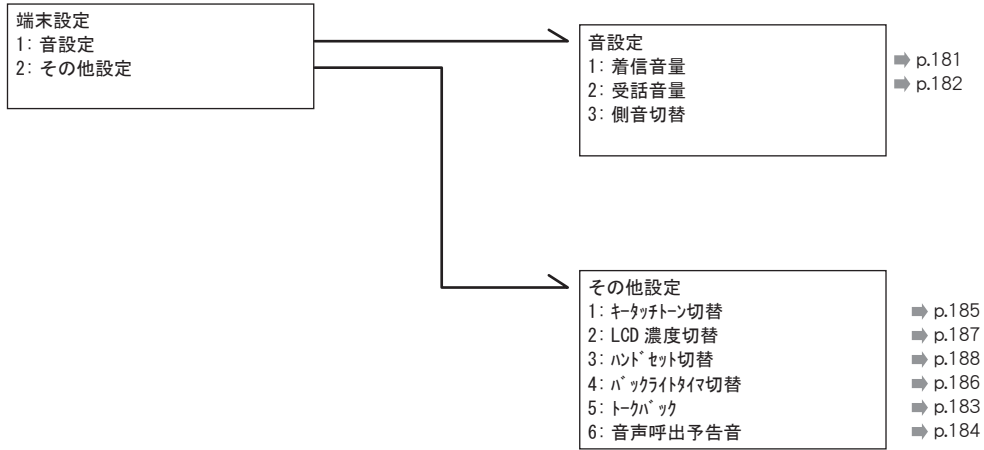 端末設定
1: 音設定
2: その他設定
音設定
1: 着信音量
2: 受話音量
3: 側音切替
p.181
p.182
その他設定
1: ｷｰﾀｯﾁﾄｰﾝ切替
2: LCD 濃度切替
3: ﾊﾝﾄﾞｾｯﾄ切替
4: ﾊﾞｯｸﾗｲﾄﾀｲﾏ切替
5: ﾄｰｸﾊﾞｯｸ
6: 音声呼出予告音
p.185
p.187
p.188
p.186
p.183
p.184